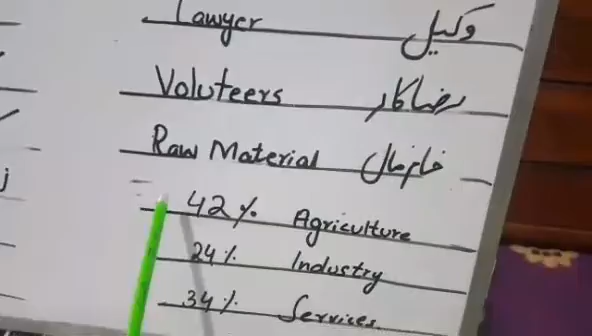 Lawyer وکیل
Voluteers رضاکار
Raw Material خام مال
42% Agriculture
24% Industry
34% Services